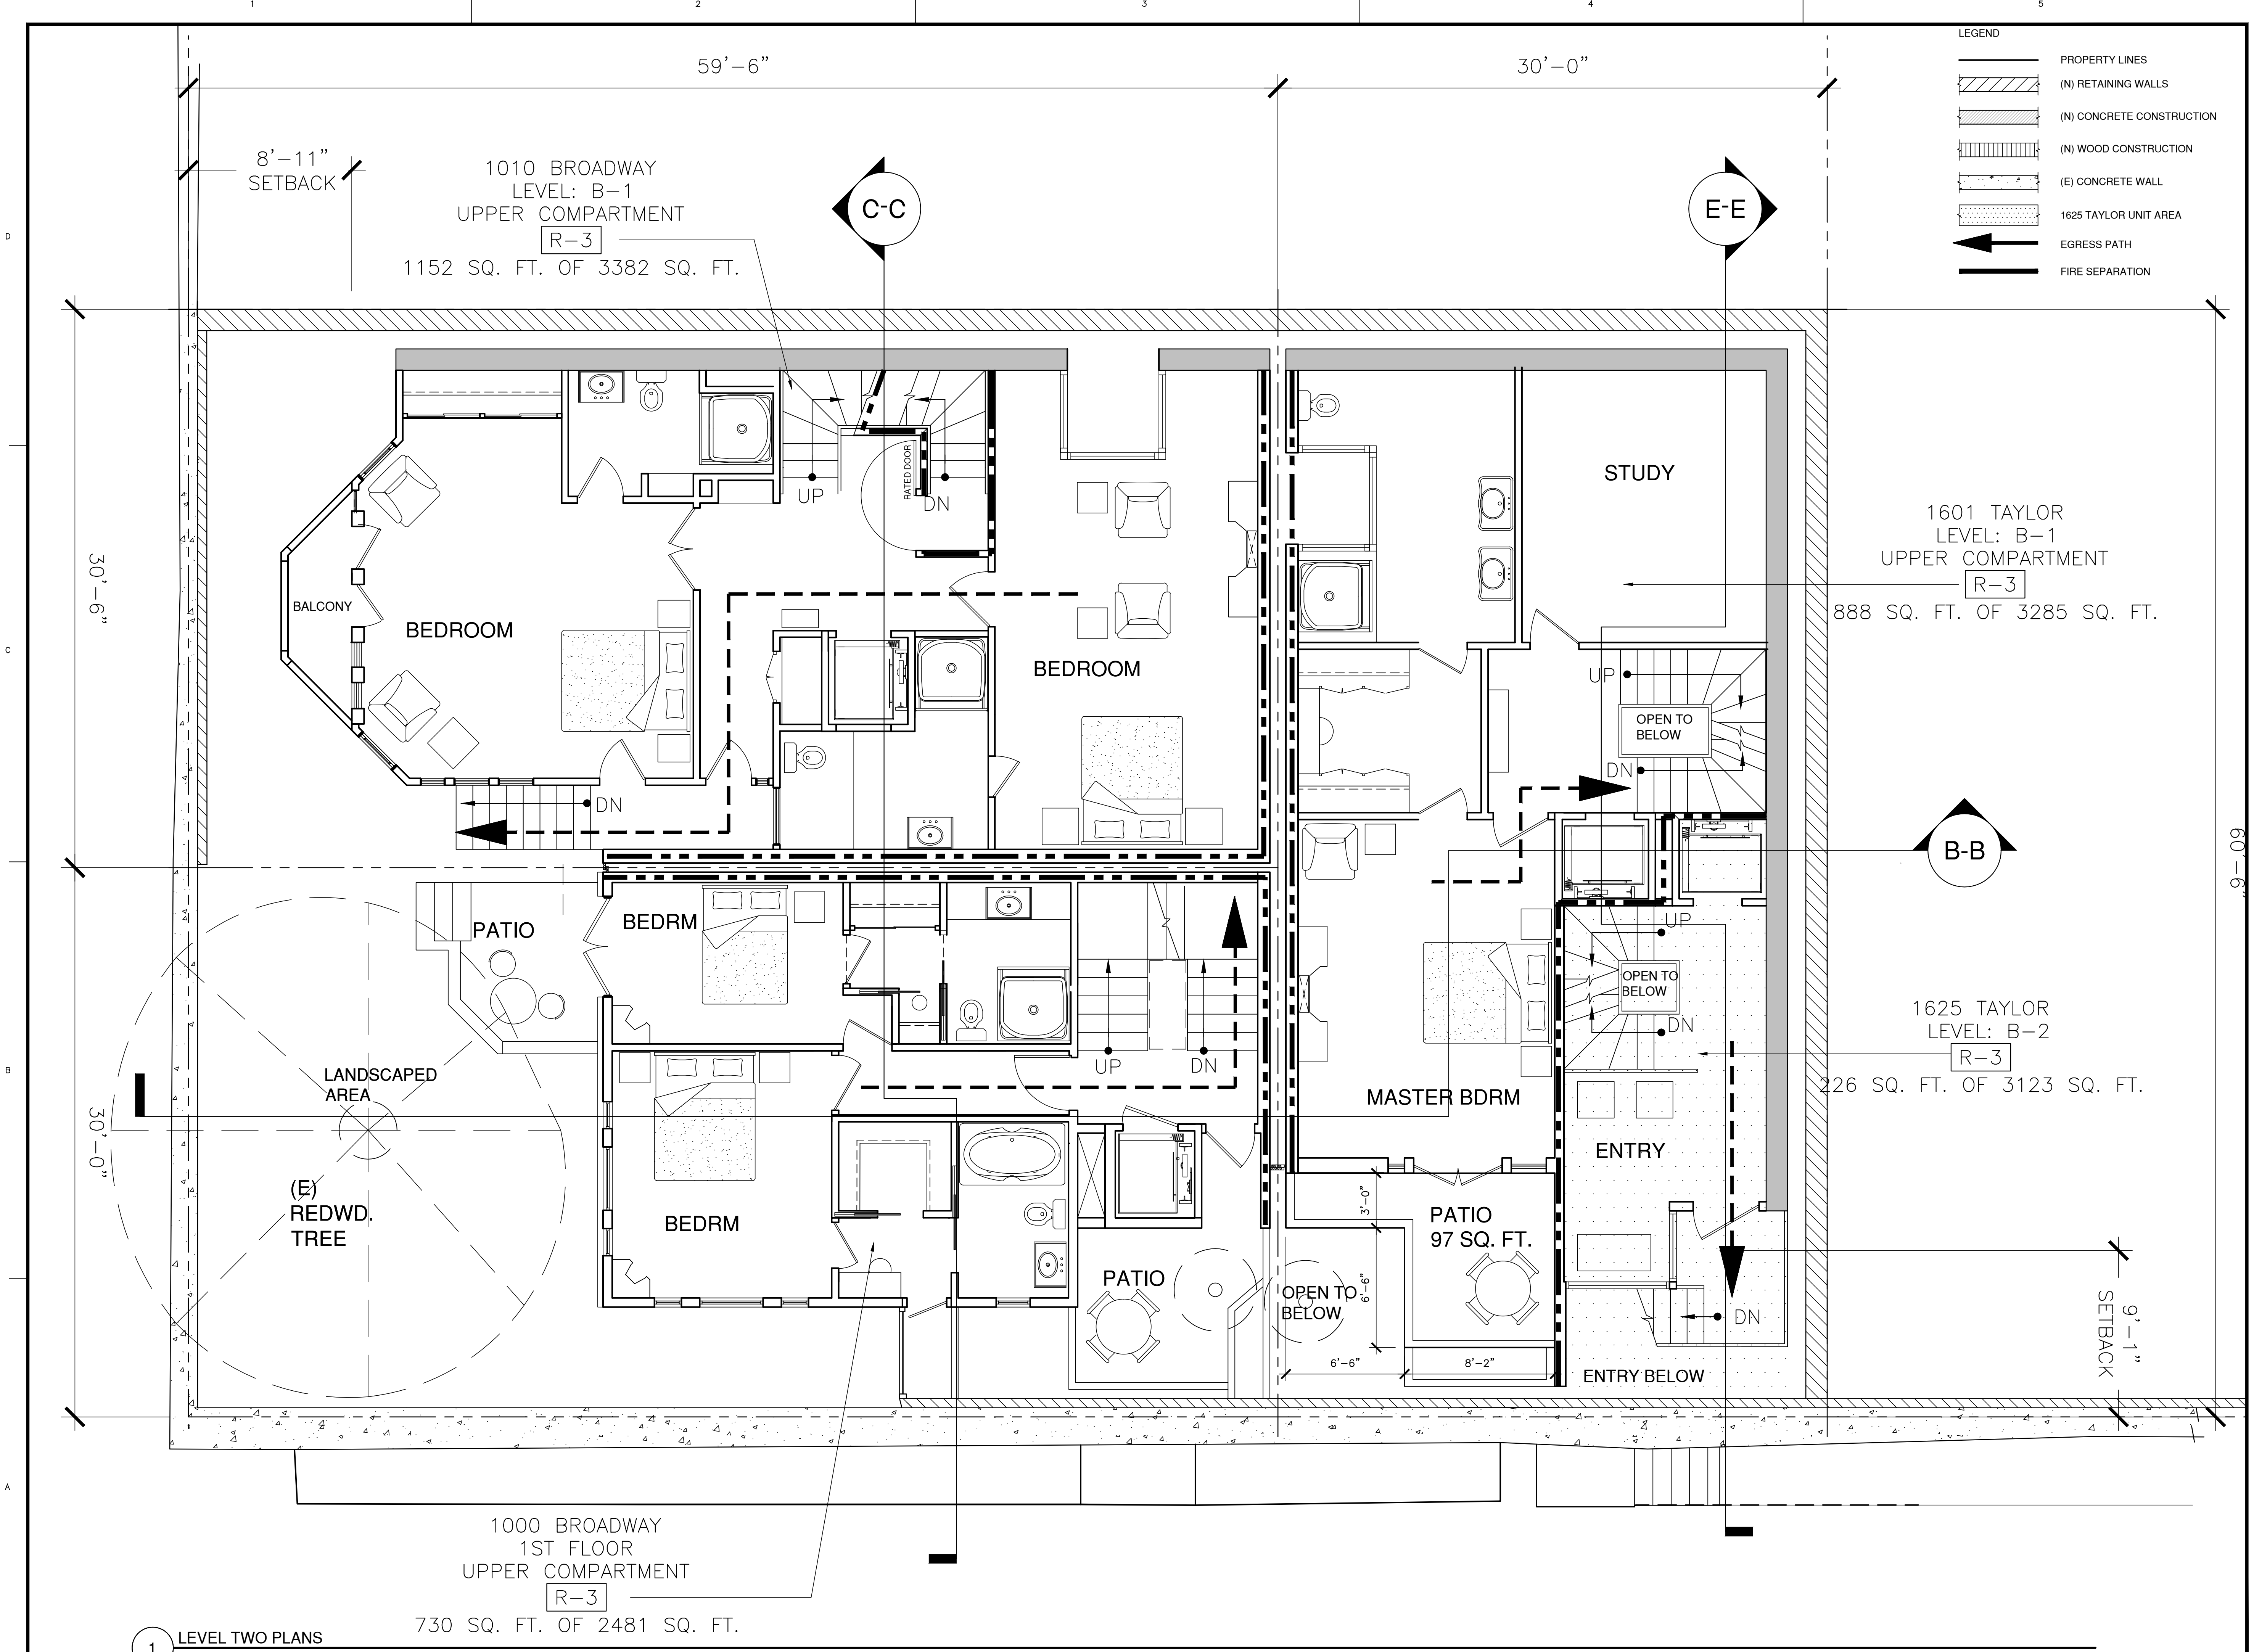 1
2
3
4
5
LEGEND
PROPERTY LINES
(N) RETAINING WALLS
(N) CONCRETE CONSTRUCTION
(N) WOOD CONSTRUCTION
(E) CONCRETE WALL
1625 TAYLOR UNIT AREA
EGRESS PATH
FIRE SEPARATION
59'-6"
30'-0"
8'-11"
SETBACK
1010 BROADWAY
LEVEL: B-1
UPPER COMPARTMENT
R-3
1152 SQ. FT. OF 3382 SQ. FT.
C-C
E-E
D
C
B
A
30'-6"
30'-0"
60'-6"
UP
RATED DOOR
DN
STUDY
1601 TAYLOR
LEVEL: B-1
UPPER COMPARTMENT
R-3
888 SQ. FT. OF 3285 SQ. FT.
BALCONY
BEDROOM
BEDROOM
UP
OPEN TO
BELOW
DN
DN
B-B
PATIO
BEDRM
UP
OPEN TO
BELOW
DN
1625 TAYLOR
LEVEL: B-2
R-3
226 SQ. FT. OF 3123 SQ. FT.
LANDSCAPED
AREA
UP
DN
MASTER BDRM
ENTRY
(E)
REDWD.
TREE
BEDRM
3'-0"
PATIO
97 SQ. FT.
PATIO
OPEN TO
BELOW
6'-6"
DN
9'-1"
SETBACK
6'-6"
8'-2"
ENTRY BELOW
1000 BROADWAY
1ST FLOOR
UPPER COMPARTMENT
R-3
730 SQ. FT. OF 2481 SQ. FT.
1
LEVEL TWO PLANS